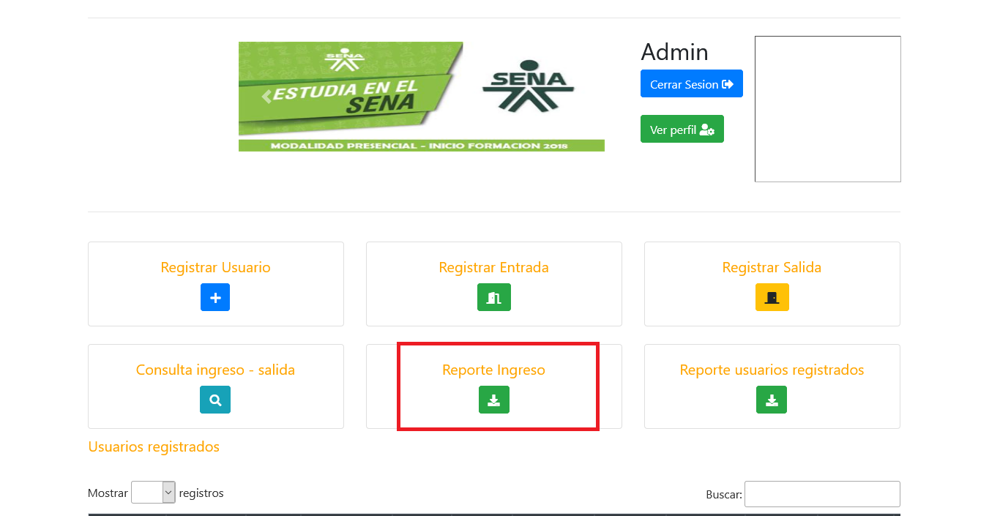 SENA
ESTUDIA EN EL
SENA
SENA
MODALIDAD PRESENCIAL - INICIO FORMACION 2018
Admin
Cerrar Sesion
Ver perfil
Registrar Usuario
Registrar Entrada
Registrar Salida
Consulta ingreso - salida
Reporte Ingreso
Reporte usuarios registrados
Usuarios registrados
Mostrar registros
Buscar: